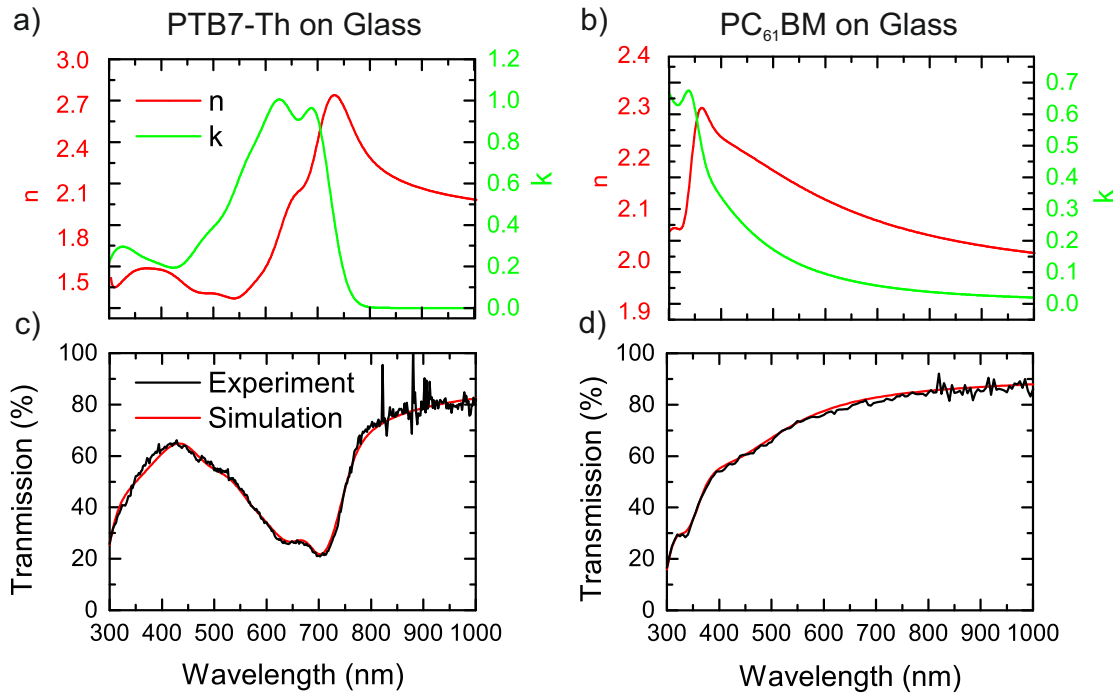 a) PTB7-Th on Glass
3.0
2.7
2.4
2.1
1.8
1.5
n
n
k
1.2
1.0
0.8
0.6
0.4
0.2
0.0
k
b) PC61BM on Glass
2.4
2.3
2.2
2.1
2.0
1.9
n
0.7
0.6
0.5
0.4
0.3
0.2
0.1
0.0
k
c)
100
80
60
40
20
0
Tranmission (%)
Experiment
Simulation
300 400 500 600 700 800 900 1000
Wavelength (nm)
d)
100
80
60
40
20
0
Transmission (%)
300 400 500 600 700 800 900 1000
Wavelength (nm)